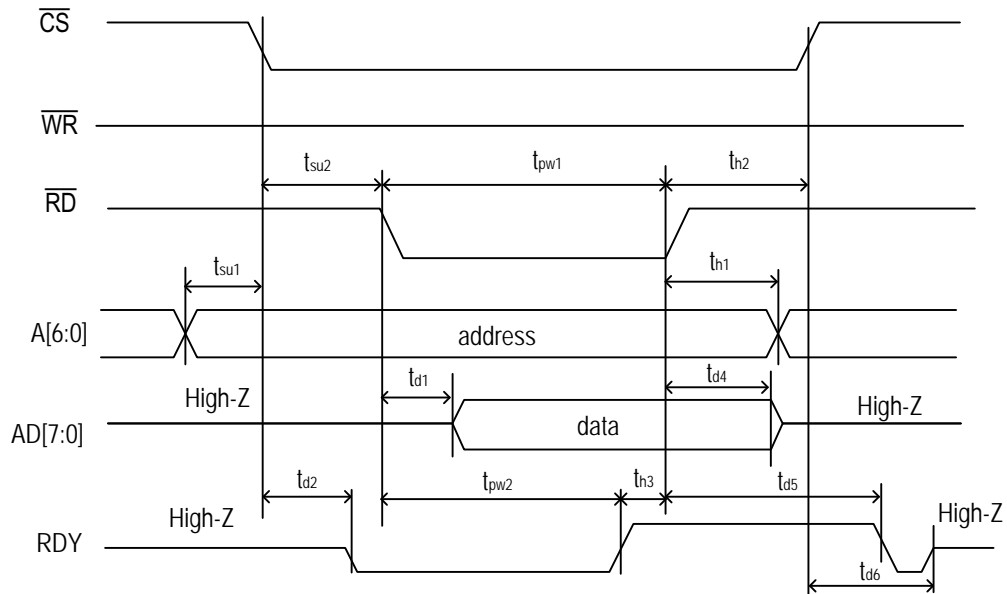 CS
WR
tsu2 tpw1 th2
RD
tsu1 th1
A[6:0] address
td1 td4
High-Z High-Z
AD[7:0] data
td2 tpw2 th3 td5
High-Z High-Z
RDY
td6